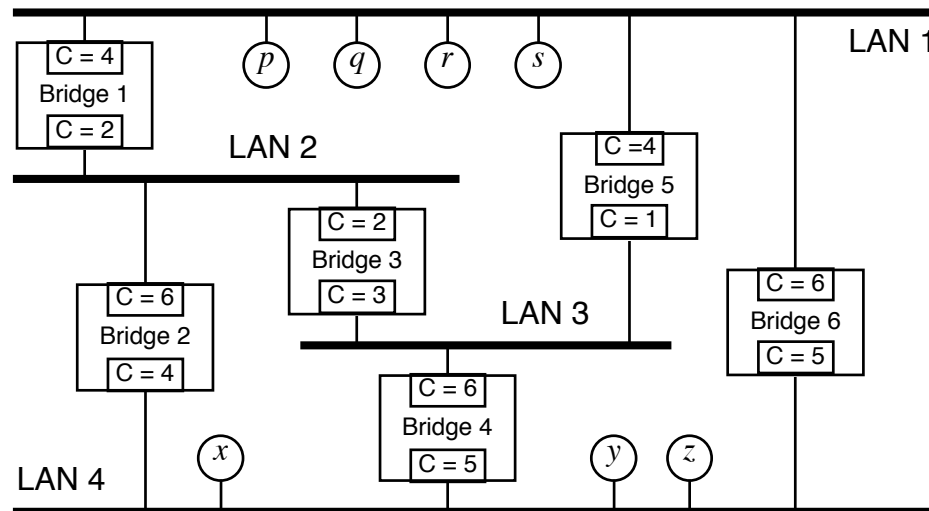 LAN 1
C = 4
Bridge 1
C = 2
p
q
r
s
LAN 2
C =4
Bridge 5
C = 1
C = 2
Bridge 3
C = 3
C = 6
Bridge 2
C = 4
LAN 3
C = 6
Bridge 6
C = 5
C = 6
Bridge 4
C = 5
LAN 4
x
y
z